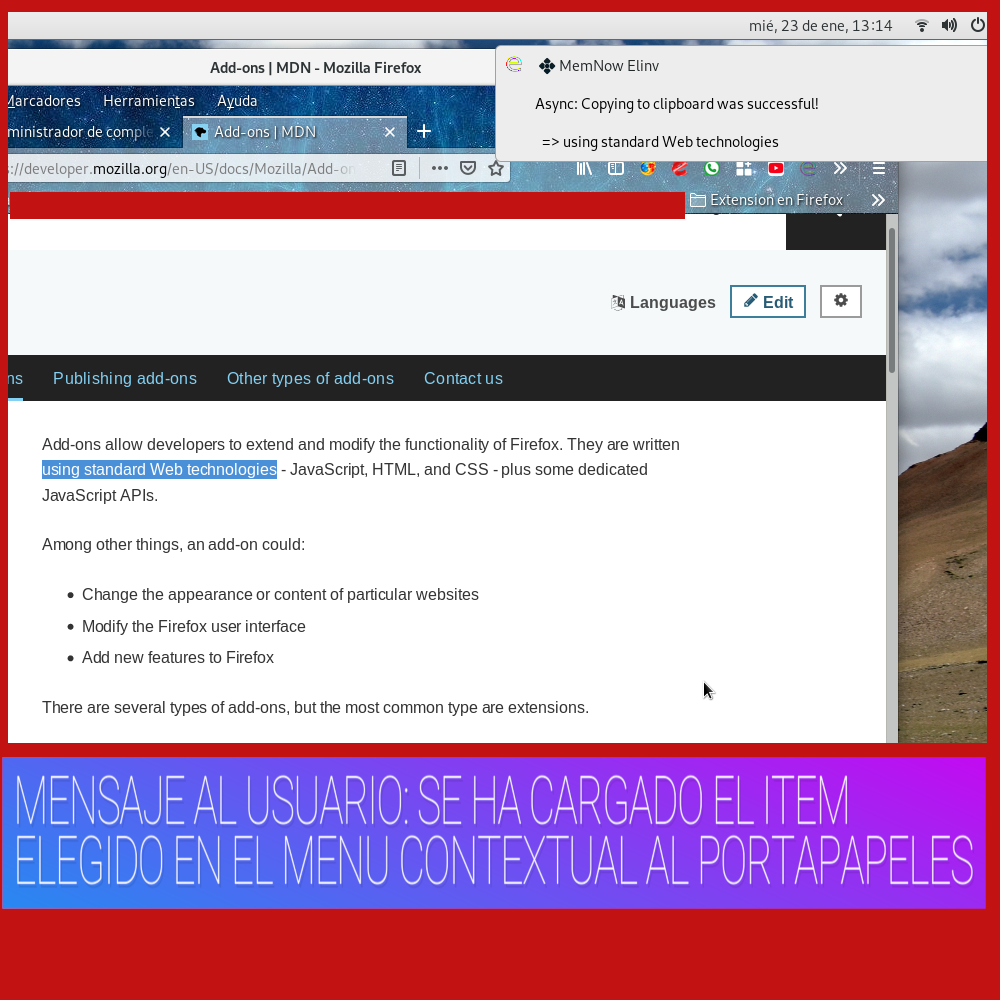 mié, 23 de ene, 13:14
Add-ons | MDN - Mozilla Firefox
MemNow Elinv
Async: Copying to clipboard was successful!
=> using standard Web technologies
Marcadores Herramientas Ayuda
ministrador de comple Add-ons | MDN
s://developer.mozilla.org/en-US/docs/Mozilla/Add-on
Extension en Firefox
Languages Edit
ns Publishing add-ons Other types of add-ons Contact us
Add-ons allow developers to extend and modify the functionality of Firefox. They are written
using standard Web technologies - JavaScript, HTML, and CSS - plus some dedicated
JavaScript APIs.
Among other things, an add-on could:
Change the appearance or content of particular websites
Modify the Firefox user interface
Add new features to Firefox
There are several types of add-ons, but the most common type are extensions.
MENSAJE AL USUARIO: SE HA CARGADO EL ITEM
ELEGIDO EN EL MENU CONTEXTUAL AL PORTAPAPELES